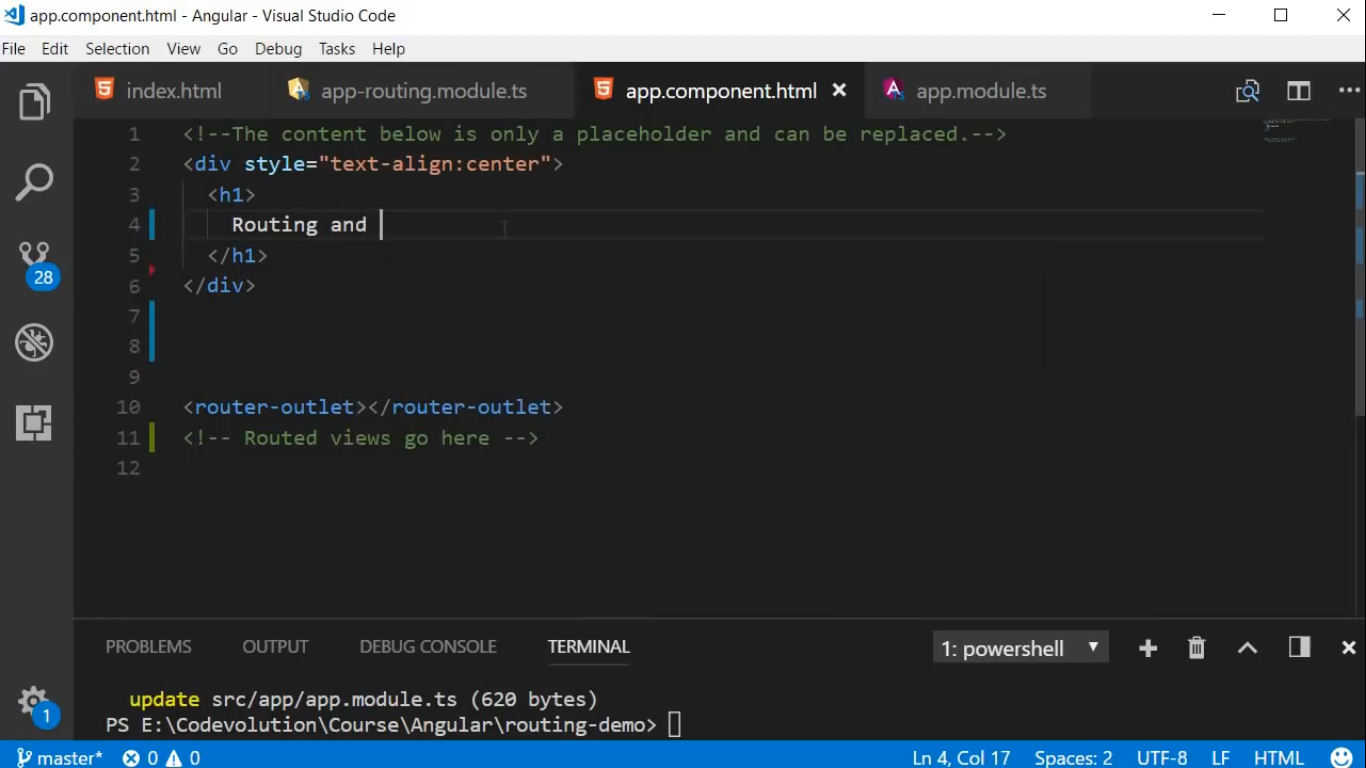 app.component.html - Angular - Visual Studio Code
File Edit Selection View Go Debug Tasks Help
index.html app-routing.module.ts app.component.html app.module.ts
1 <!--The content below is only a placeholder and can be replaced.-->
2 <div style="text-align:center">
3 <h1>
4 Routing and
5 </h1>
6 </div>
7
8
9
10 <router-outlet></router-outlet>
11 <!-- Routed views go here -->
12
28
1
PROBLEMS OUTPUT DEBUG CONSOLE TERMINAL 1: powershell
update src/app/app.module.ts (620 bytes)
PS E:\Codevolution\Course\Angular\routing-demo>
master* 0 0 Ln 4, Col 17 Spaces: 2 UTF-8 LF HTML